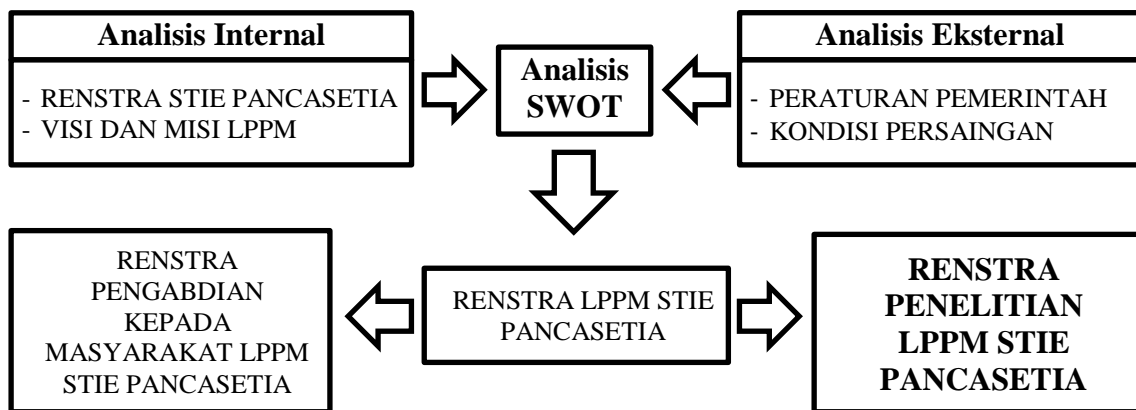 Analisis Internal
- RENSTRA STIE PANCASETIA
- VISI DAN MISI LPPM
Analisis
SWOT
Analisis Eksternal
- PERATURAN PEMERINTAH
- KONDISI PERSAINGAN
RENSTRA
PENGABDIAN
KEPADA
MASYARAKAT LPPM
STIE PANCASETIA
RENSTRA LPPM STIE
PANCASETIA
RENSTRA
PENELITIAN
LPPM STIE
PANCASETIA